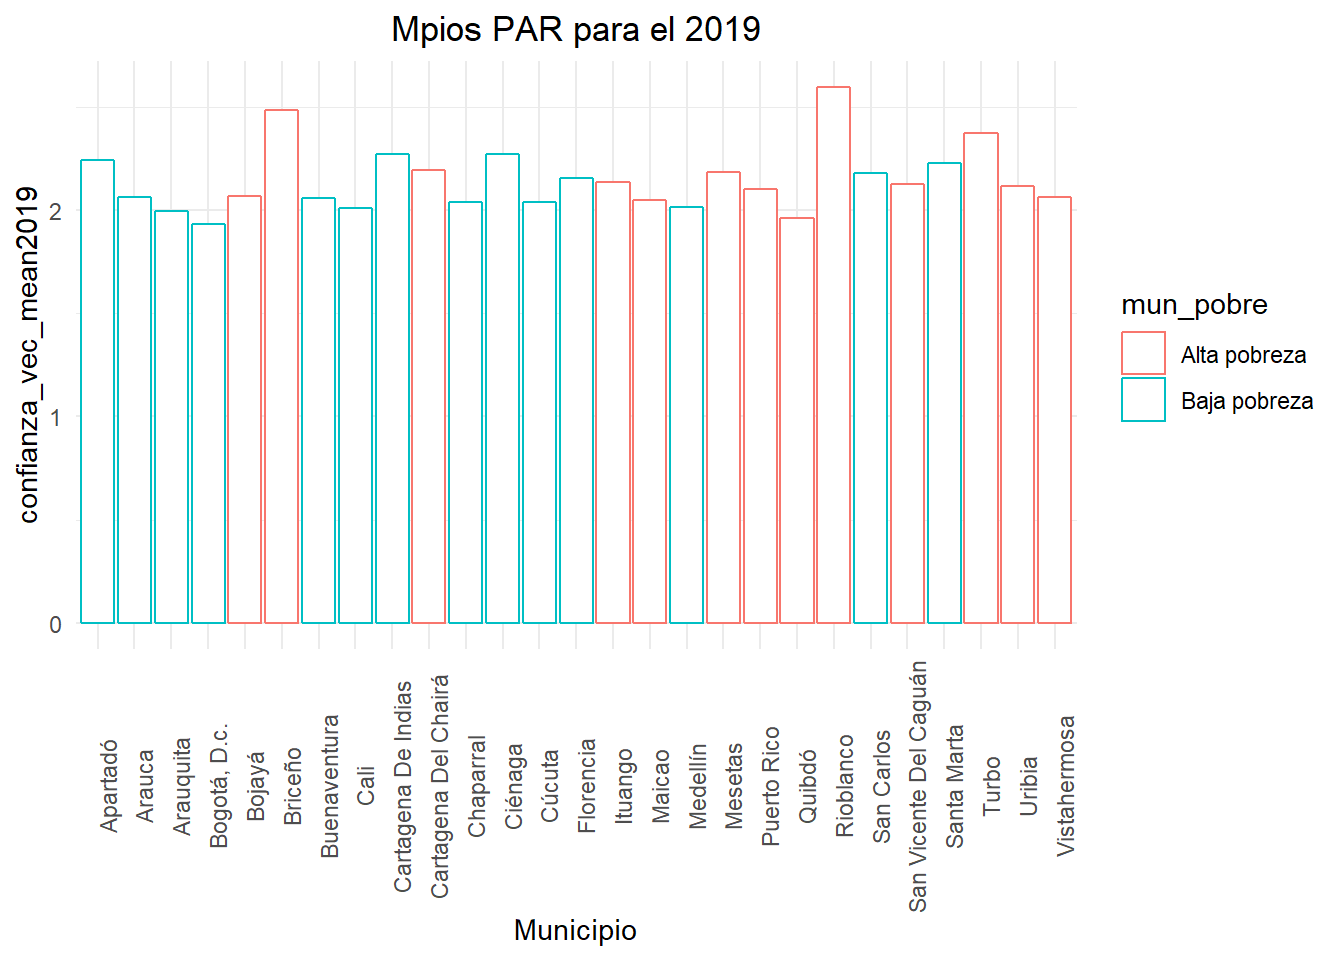 Mpios PAR para el 2019
confianza_vec_mean2019
2
1
0
Apartadó
Arauca
Arauquita
Bogotá, D.c.
Bojayá
Briceño
Buenaventura
Cali
Cartagena De Indias
Cartagena Del Chairá
Chaparral
Ciénaga
Cúcuta
Florencia
Ituango
Maicao
Medellín
Mesetas
Puerto Rico
Quibdó
Rioblanco
San Carlos
San Vicente Del Caguán
Santa Marta
Turbo
Uribia
Vistahermosa
Municipio
mun_pobre
Alta pobreza
Baja pobreza